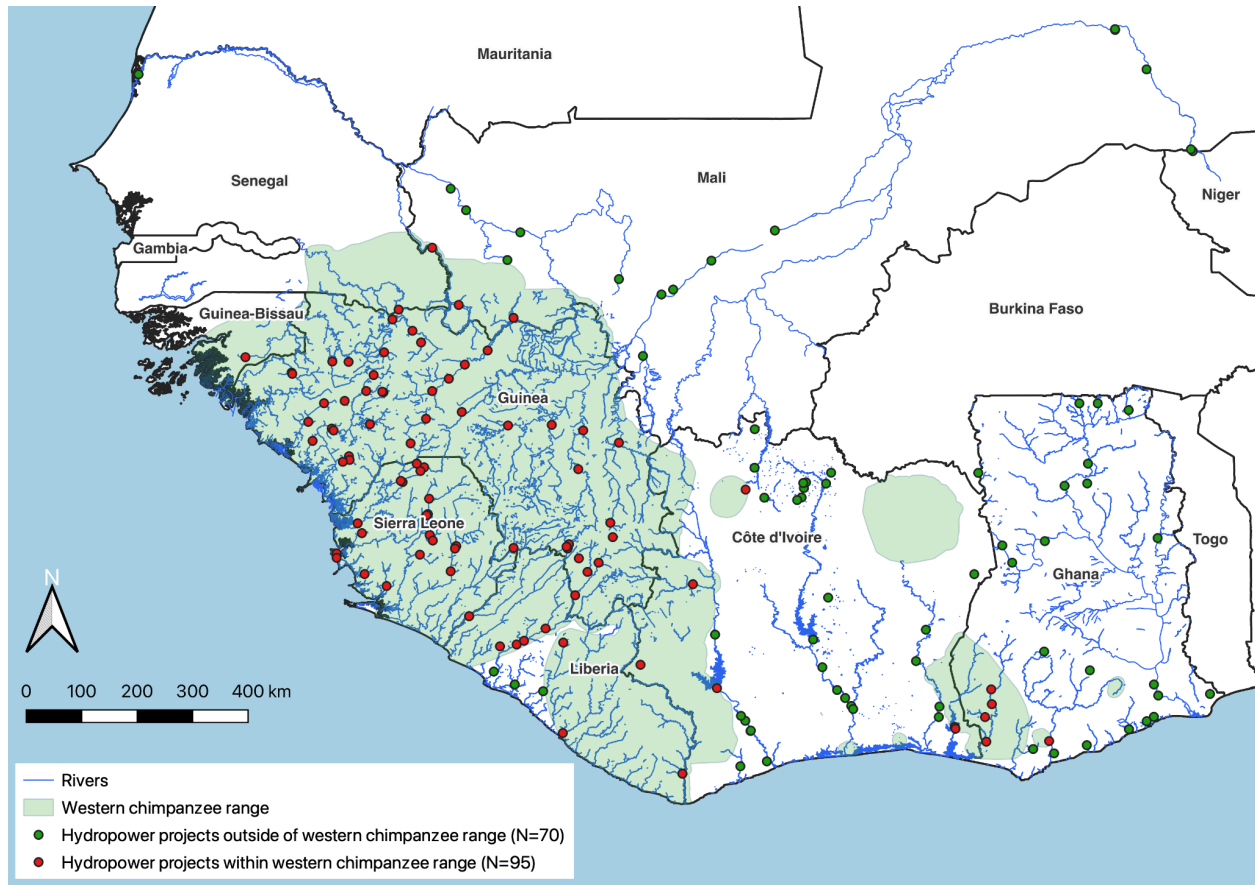 Mauritania
Senegal
Mali
Niger
Gambia
Guinea-Bissau
Burkina Faso
Guinea
Sierra Leone
Côte d'Ivoire
Togo
Ghana
Liberia
N
0 100 200 300 400 km
Rivers
Western chimpanzee range
Hydropower projects outside of western chimpanzee range (N=70)
Hydropower projects within western chimpanzee range (N=95)